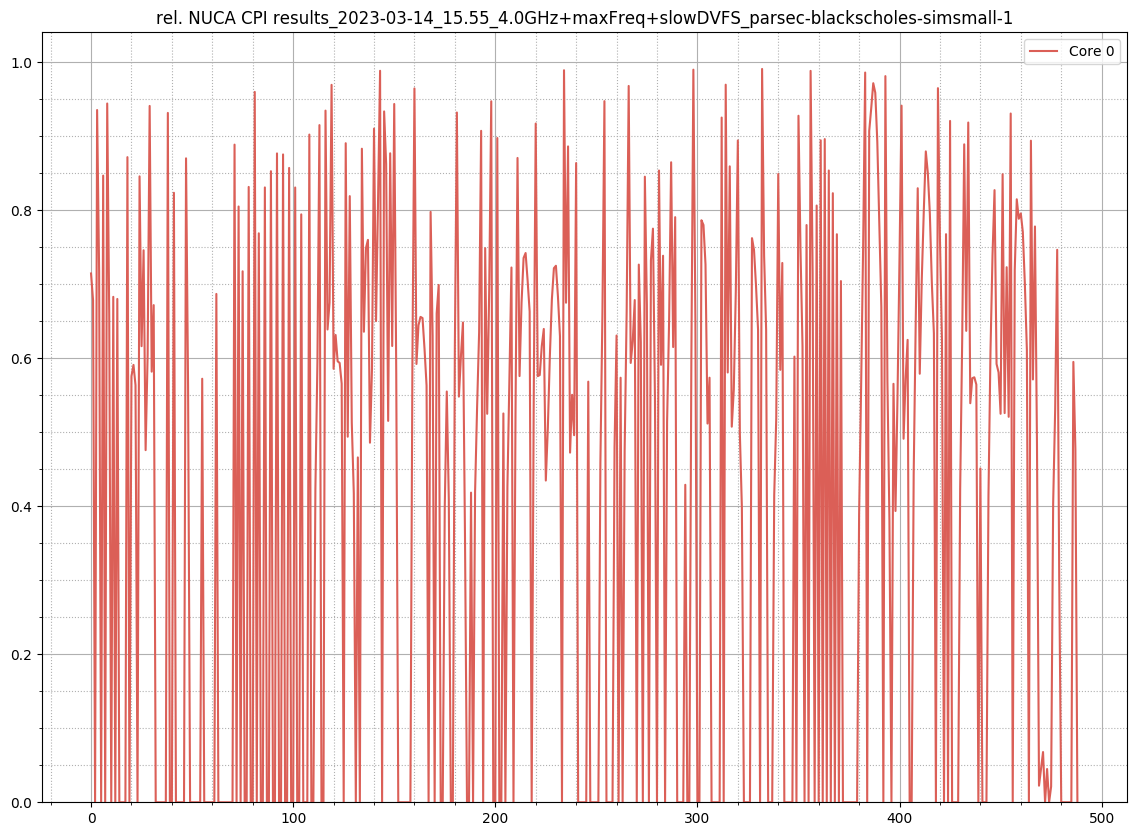 rel. NUCA CPI results_2023-03-14_15.55_4.0GHz+maxFreq+slowDVFS_parsec-blackscholes-simsmall-1
Core 0
1.0
0.8
0.6
0.4
0.2
0.0
0 100 200 300 400 500